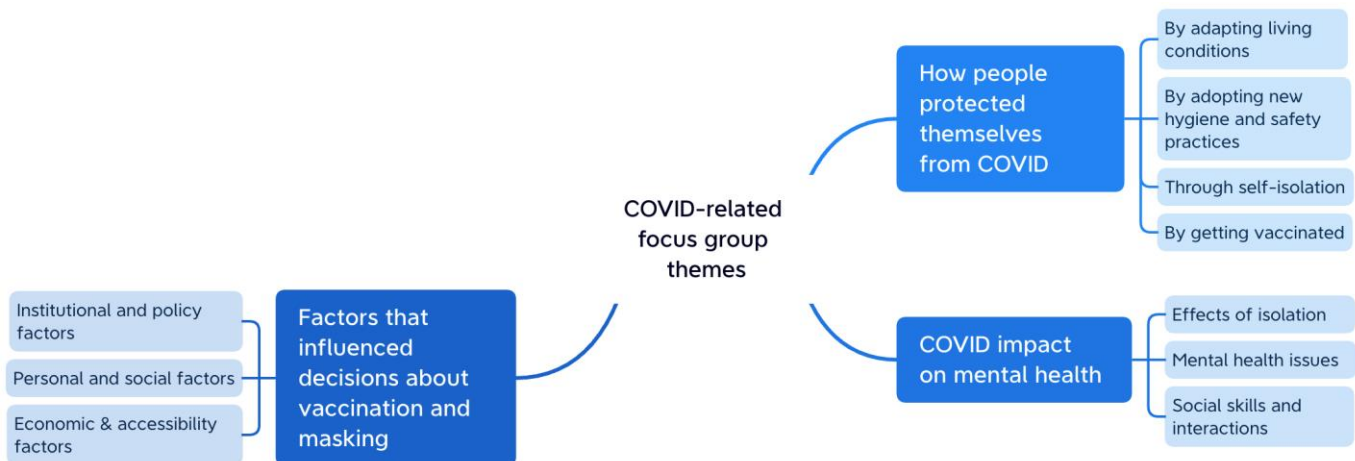 COVID-related
focus group
themes
How people
protected
themselves
from COVID
By adapting living
conditions
By adopting new
hygiene and safety
practices
Through self-isolation
By getting vaccinated
COVID impact
on mental health
Effects of isolation
Mental health issues
Social skills and
interactions
Factors that
influenced
decisions about
vaccination and
masking
Institutional and policy
factors
Personal and social factors
Economic & accessibility
factors